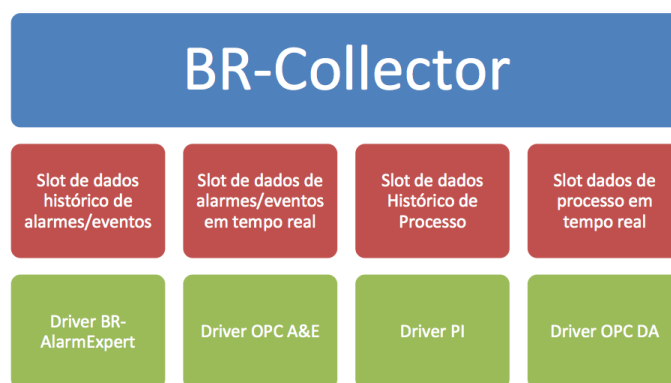 BR-Collector
Slot de dados
histórico de
alarmes/eventos
Slot de dados de
alarmes/eventos
em tempo real
Slot de dados
Histórico de
Processo
Slot dados de
processo em
tempo real
Driver BR-
AlarmExpert
Driver OPC A&E
Driver PI
Driver OPC DA